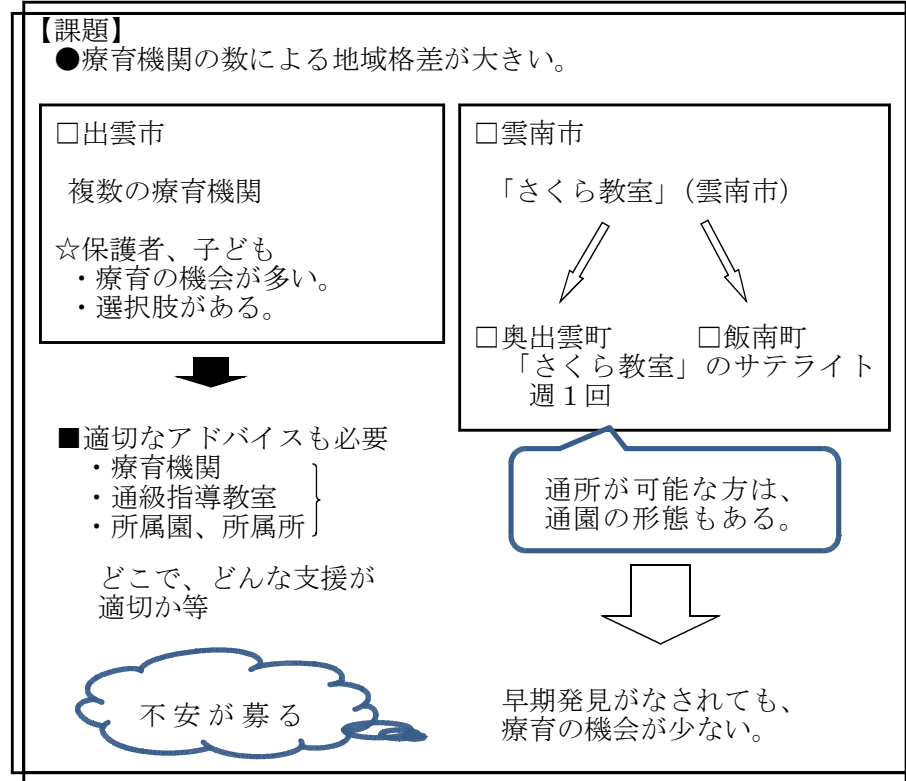 【課題】
●療育機関の数による地域格差が大きい。
□出雲市
複数の療育機関
☆保護者、子ども
・療育の機会が多い。
・選択肢がある。
■適切なアドバイスも必要
・療育機関
・通級指導教室
・所属園、所属所
どこで、どんな支援が
適切か等
不安が募る
□雲南市
「さくら教室」(雲南市)
□奥出雲町 □飯南町
「さくら教室」のサテライト
週1回
通所が可能な方は、
通園の形態もある。
早期発見がなされても、
療育の機会が少ない。